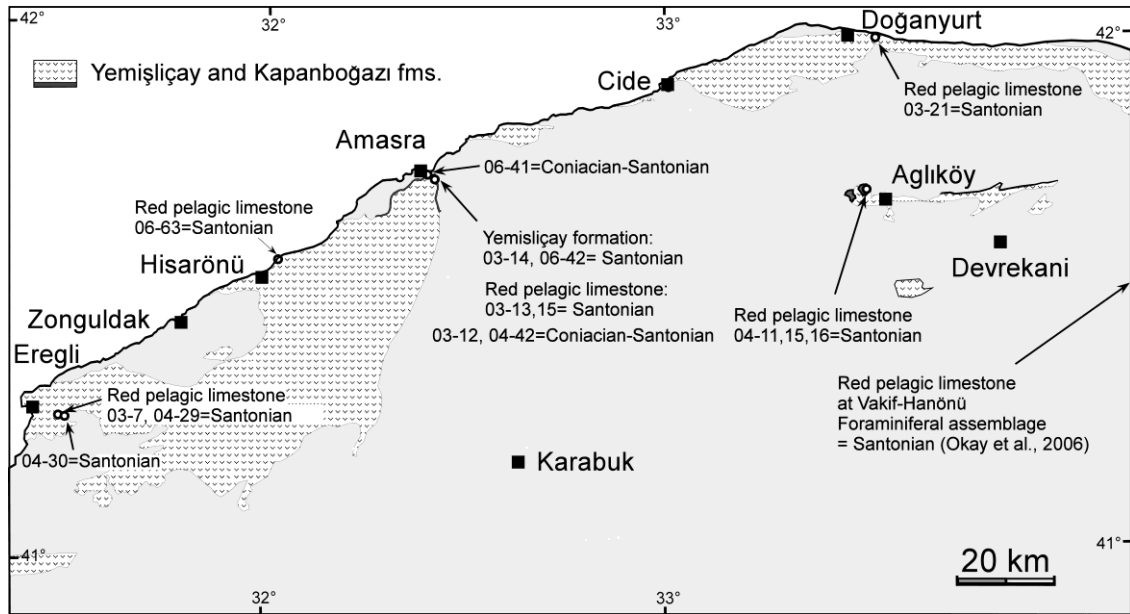 42°
32°
33°
42°
Yemişliçay and Kapanboğazı fms.
Doğanyurt
Cide
Red pelagic limestone
03-21=Santonian
Amasra
06-41=Coniacian-Santonian
Aglıköy
Red pelagic limestone
06-63=Santonian
Hisarönü
Yemisliçay formation:
03-14, 06-42= Santonian
Red pelagic limestone:
03-13,15= Santonian
03-12, 04-42=Coniacian-Santonian
Devrekani
Zonguldak
Red pelagic limestone
04-11,15,16=Santonian
Eregli
Red pelagic limestone
03-7, 04-29=Santonian
04-30=Santonian
Red pelagic limestone
at Vakif-Hanönü
Foraminiferal assemblage
= Santonian (Okay et al., 2006)
Karabuk
41°
41°
20 km
32°
33°